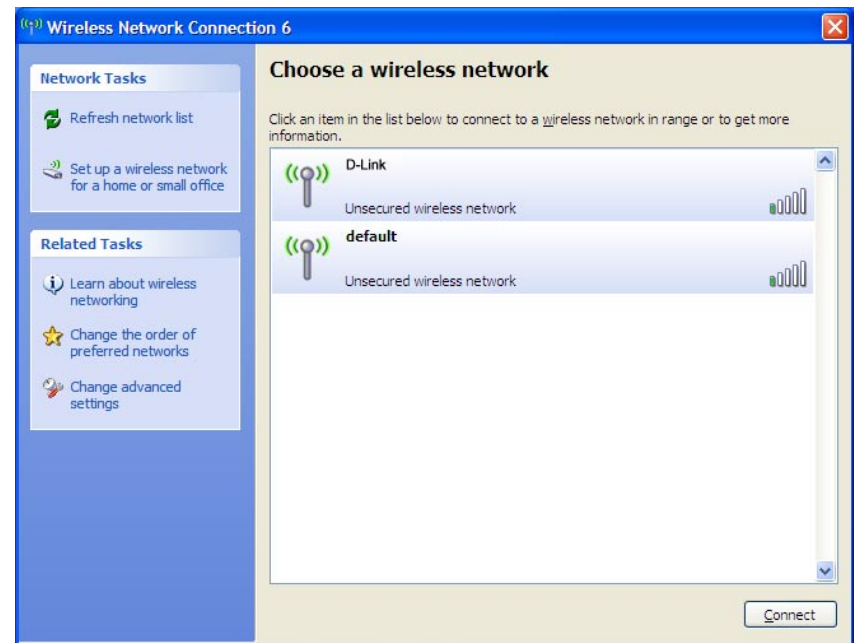 Wireless Network Connection 6
Network Tasks
Refresh network list
Set up a wireless network
for a home or small office
Related Tasks
Learn about wireless
networking
Change the order of
preferred networks
Change advanced
settings
Choose a wireless network
Click an item in the list below to connect to a wireless network in range or to get more
information.
D-Link
Unsecured wireless network
default
Unsecured wireless network
Connect